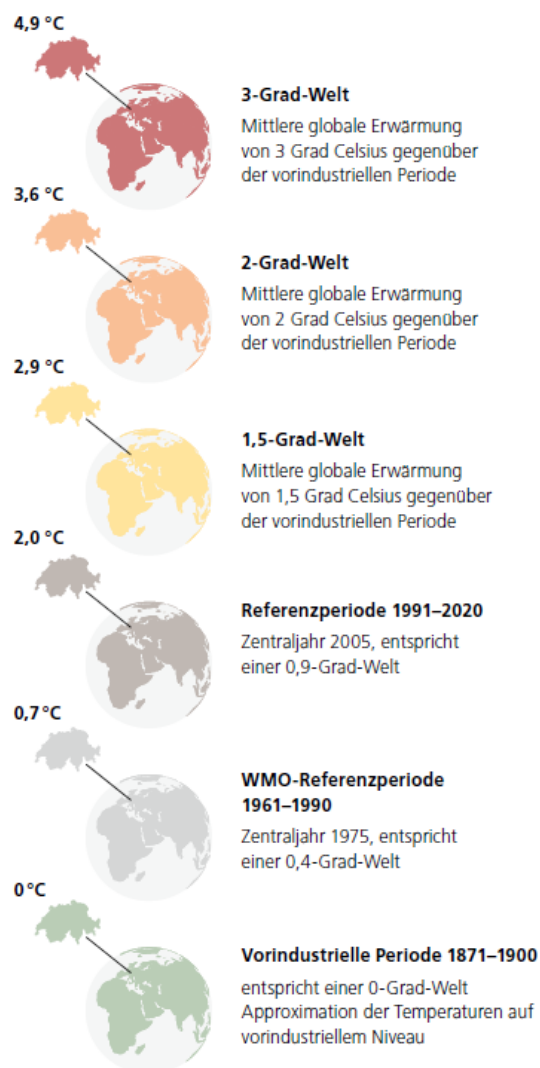 4,9 °C
3-Grad-Welt
Mittlere globale Erwärmung
von 3 Grad Celsius gegenüber
der vorindustriellen Periode
3,6 °C
2-Grad-Welt
Mittlere globale Erwärmung
von 2 Grad Celsius gegenüber
der vorindustriellen Periode
2,9 °C
1,5-Grad-Welt
Mittlere globale Erwärmung
von 1,5 Grad Celsius gegenüber
der vorindustriellen Periode
2,0 °C
Referenzperiode 1991–2020
Zentraljahr 2005, entspricht
einer 0,9-Grad-Welt
0,7 °C
WMO-Referenzperiode
1961–1990
Zentraljahr 1975, entspricht
einer 0,4-Grad-Welt
0 °C
Vorindustrielle Periode 1871–1900
entspricht einer 0-Grad-Welt
Approximation der Temperaturen auf
vorindustriellem Niveau